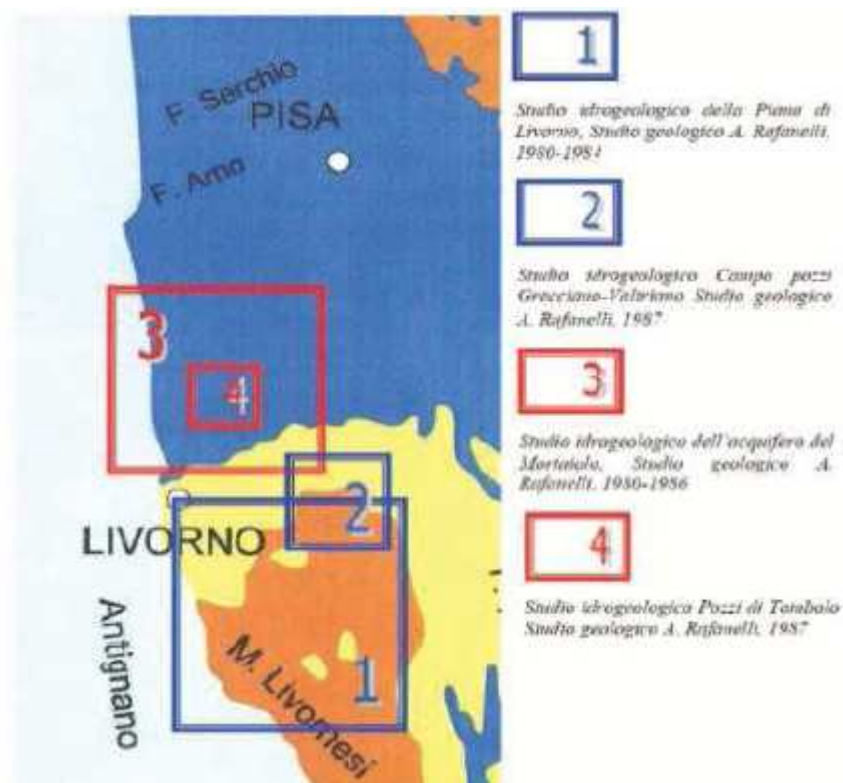 F. Serchio
PISA
F. Arno
3
4
2
LIVORNO
Antignano
M. Livornesi
1
1
Studio idrogeologico della Piana di
Livorno, Studio geologico A. Rafanelli,
1980-1984
2
Studio idrogeologico Campo pozzi
Grecciano-Valtriano Studio geologico
A. Rafanelli, 1987
3
Studio idrogeologico dell'acquifero del
Mortaiolo, Studio geologico A.
Rafanelli, 1980-1986
4
Studio idrogeologico Pozzi di Tombolo
Studio geologico A. Rafanelli, 1987